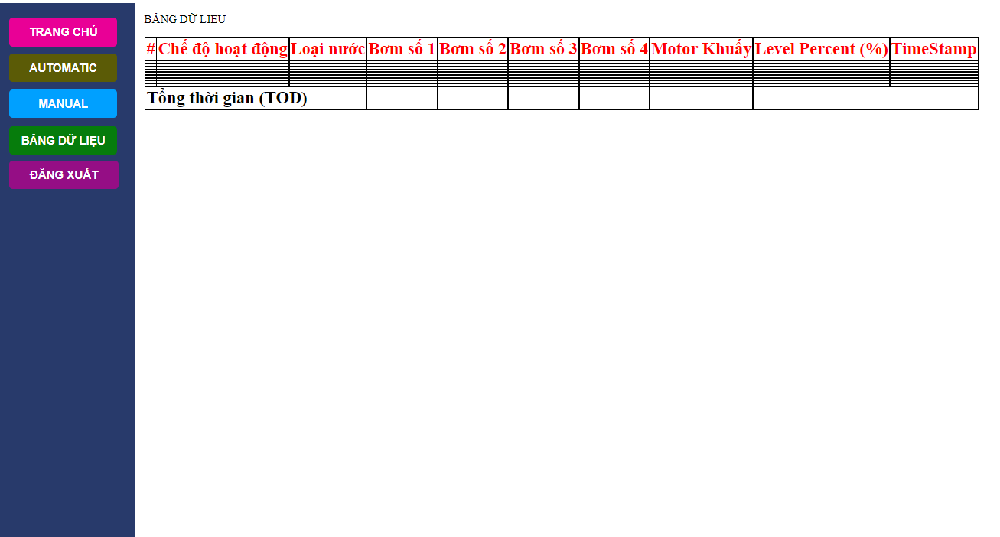 TRANG CHỦ
AUTOMATIC
MANUAL
BẢNG DỮ LIỆU
ĐĂNG XUẤT
BẢNG DỮ LIỆU
# Chế độ hoạt động Loại nước Bơm số 1 Bơm số 2 Bơm số 3 Bơm số 4 Motor Khuấy Level Percent (%) TimeStamp
Tổng thời gian (TOD)